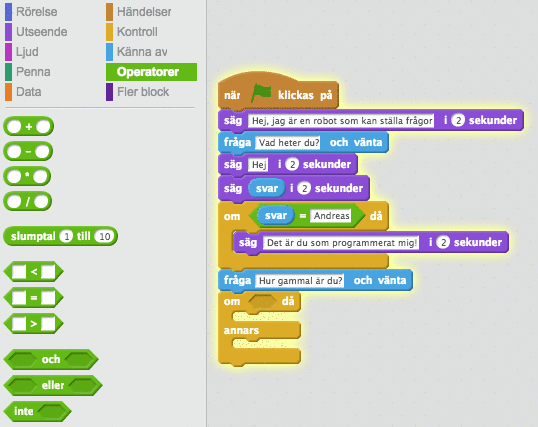 Rörelse Händelser
Utseende Kontroll
Ljud Känna av
Penna Operatorer
Data Fler block
+
-
*
/
slumptal 1 till 10
<
=
>
och
eller
inte
när klickas på
säg Hej, jag är en robot som kan ställa frågor i 2 sekunder
fråga Vad heter du? och vänta
säg Hej i 2 sekunder
säg svar i 2 sekunder
om svar = Andreas då
säg Det är du som programmerat mig! i 2 sekunder
fråga Hur gammal är du? och vänta
om då
annars